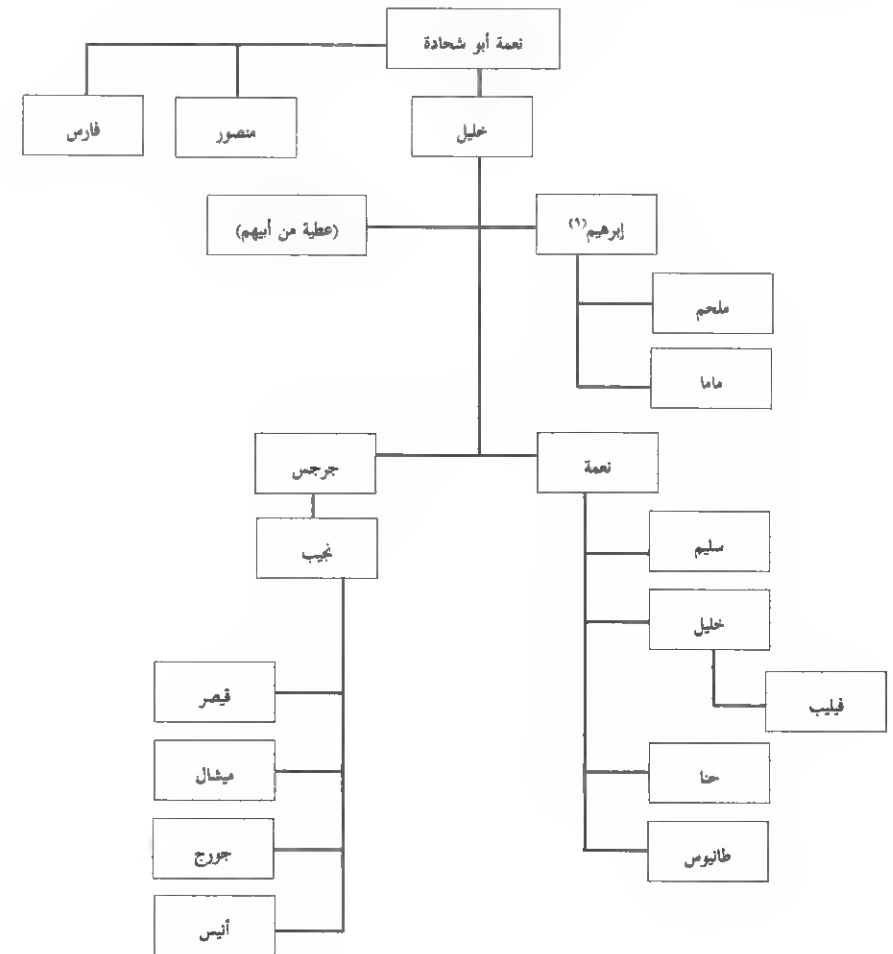 نعمة أبو شحادة
خليل
منصور
فارس
إبرهيم(٩)
(عطية من أبيهم)
ملحم
ماما
نعمة
جرجس
نجيب
سليم
خليل
فيليب
حنا
طانيوس
قيصر
ميشال
جورج
أنيس